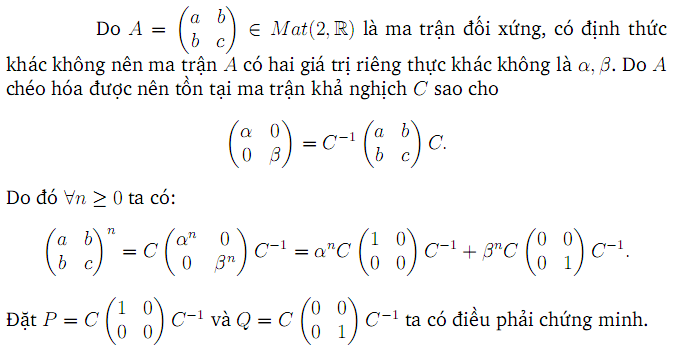 Do $A = \begin{pmatrix} a & b \\ b & c \end{pmatrix} \in Mat(2, \mathbb{R})$ là ma trận đối xứng, có định thức
khác không nên ma trận $A$ có hai giá trị riêng thực khác không là $\alpha, \beta$. Do $A$
chéo hóa được nên tồn tại ma trận khả nghịch $C$ sao cho
$\begin{pmatrix} \alpha & 0 \\ 0 & \beta \end{pmatrix} = C^{-1} \begin{pmatrix} a & b \\ b & c \end{pmatrix} C.$
Do đó $\forall n \geq 0$ ta có:
$\begin{pmatrix} a & b \\ b & c \end{pmatrix}^n = C \begin{pmatrix} \alpha^n & 0 \\ 0 & \beta^n \end{pmatrix} C^{-1} = \alpha^n C \begin{pmatrix} 1 & 0 \\ 0 & 0 \end{pmatrix} C^{-1} + \beta^n C \begin{pmatrix} 0 & 0 \\ 0 & 1 \end{pmatrix} C^{-1}.$
Đặt $P = C \begin{pmatrix} 1 & 0 \\ 0 & 0 \end{pmatrix} C^{-1}$ và $Q = C \begin{pmatrix} 0 & 0 \\ 0 & 1 \end{pmatrix} C^{-1}$ ta có điều phải chứng minh.